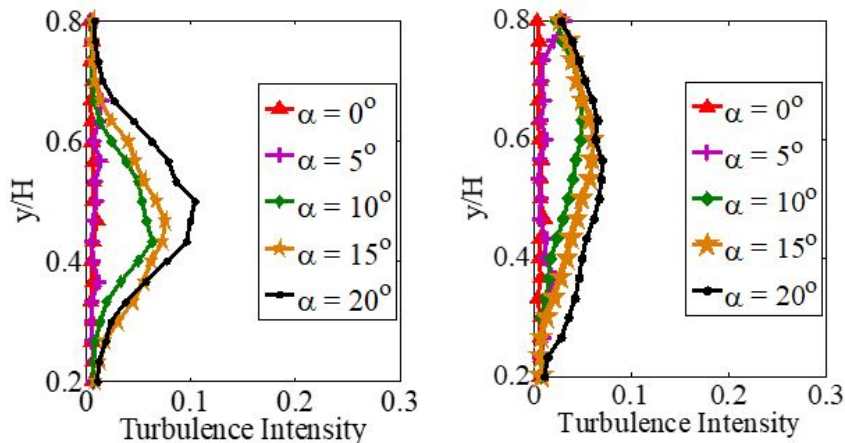 0.8
0.6
0.4
0.2
y/H
0
0.1
0.2
0.3
Turbulence Intensity
α = 0°
α = 5°
α = 10°
α = 15°
α = 20°
0.8
0.6
0.4
0.2
y/H
0
0.1
0.2
0.3
Turbulence Intensity
α = 0°
α = 5°
α = 10°
α = 15°
α = 20°